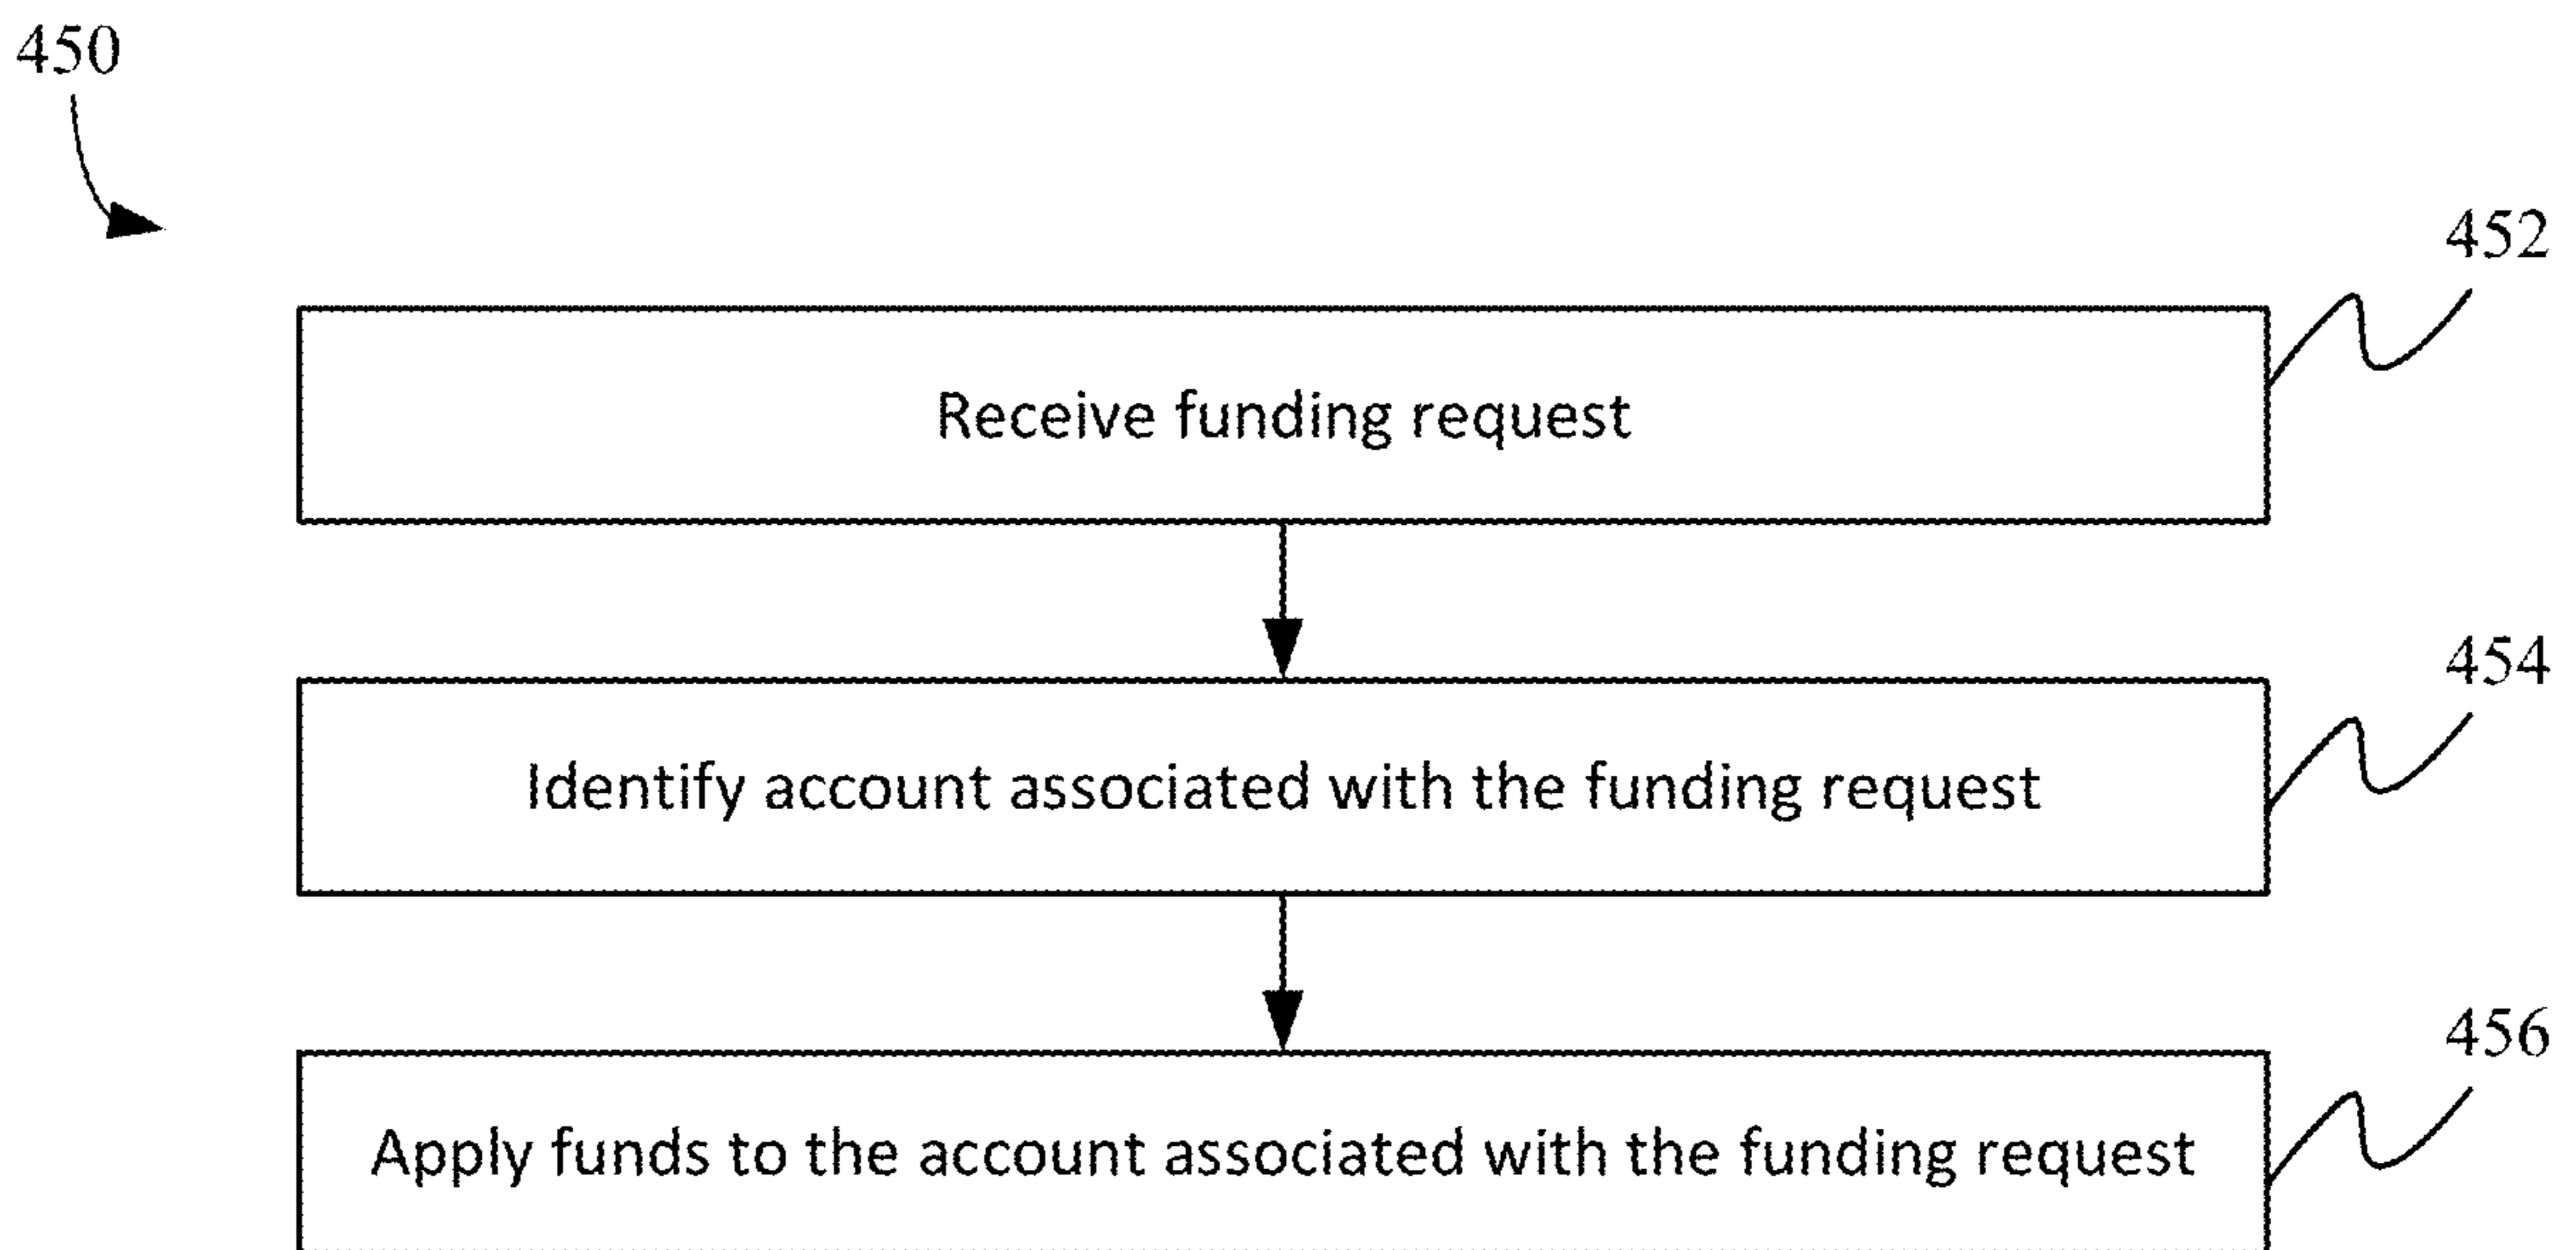 450
452
Receive funding request
454
Identify account associated with the funding request
456
Apply funds to the account associated with the funding request